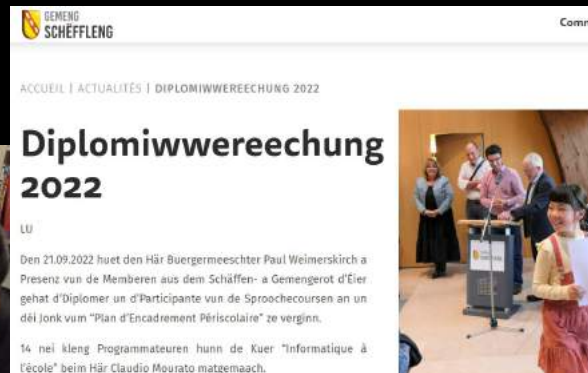 GEMENG
SCHËFFLENG
Comm
ACCUEIL | ACTUALITÉS | DIPLOMIWWEREECHUNG 2022
Diplomiwwereechung
2022
LU
Den 21.09.2022 huet den Här Buergermeeschter Paul Weimerskirch a
Presenz vun de Memberen aus dem Schäffen- a Gemengerot d'Éier
gehat d'Diplomer un d'Participante vun de Sproochecoursen an un
déi Jonk vum "Plan d'Encadrement Périscolaire" ze verginn.
14 nei kleng Programmateuren hunn de Kuer "Informatique à
l'école" beim Här Claudio Mourato matgemaach.